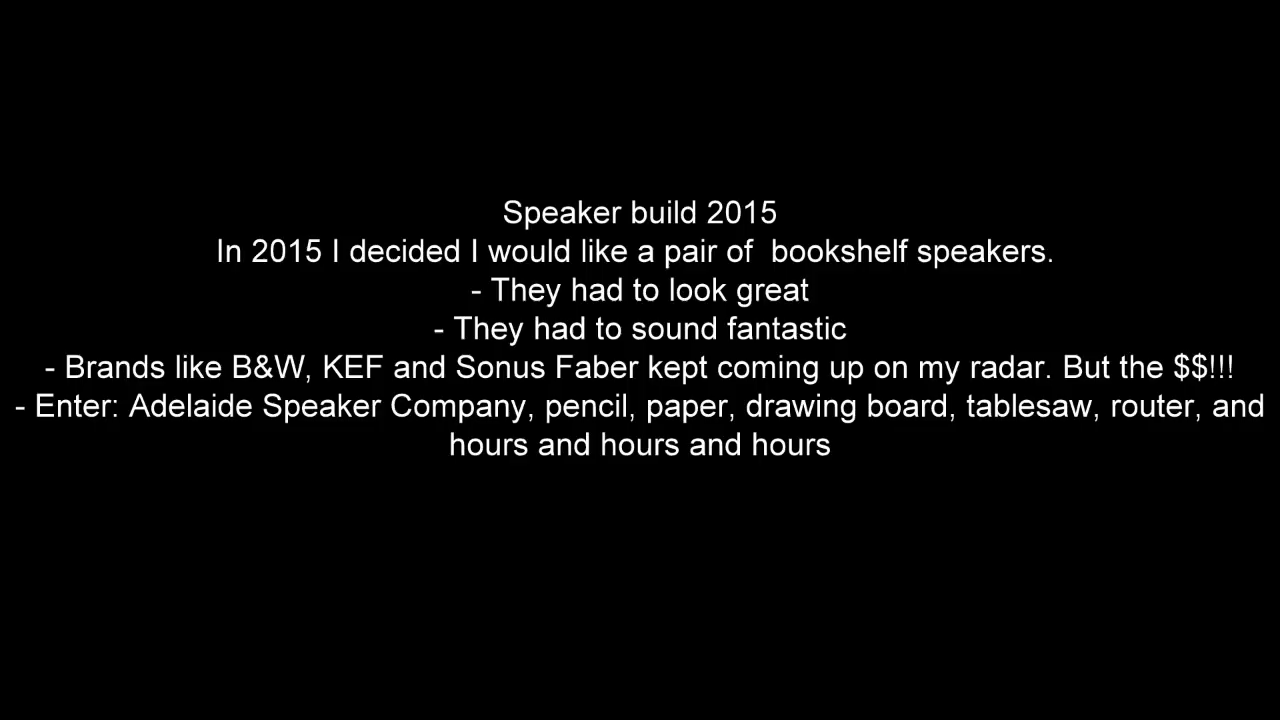 Speaker build 2015
In 2015 I decided I would like a pair of  bookshelf speakers.
- They had to look great
- They had to sound fantastic
- Brands like B&W, KEF and Sonus Faber kept coming up on my radar. But the $$!!!
- Enter: Adelaide Speaker Company, pencil, paper, drawing board, tablesaw, router, and
hours and hours and hours